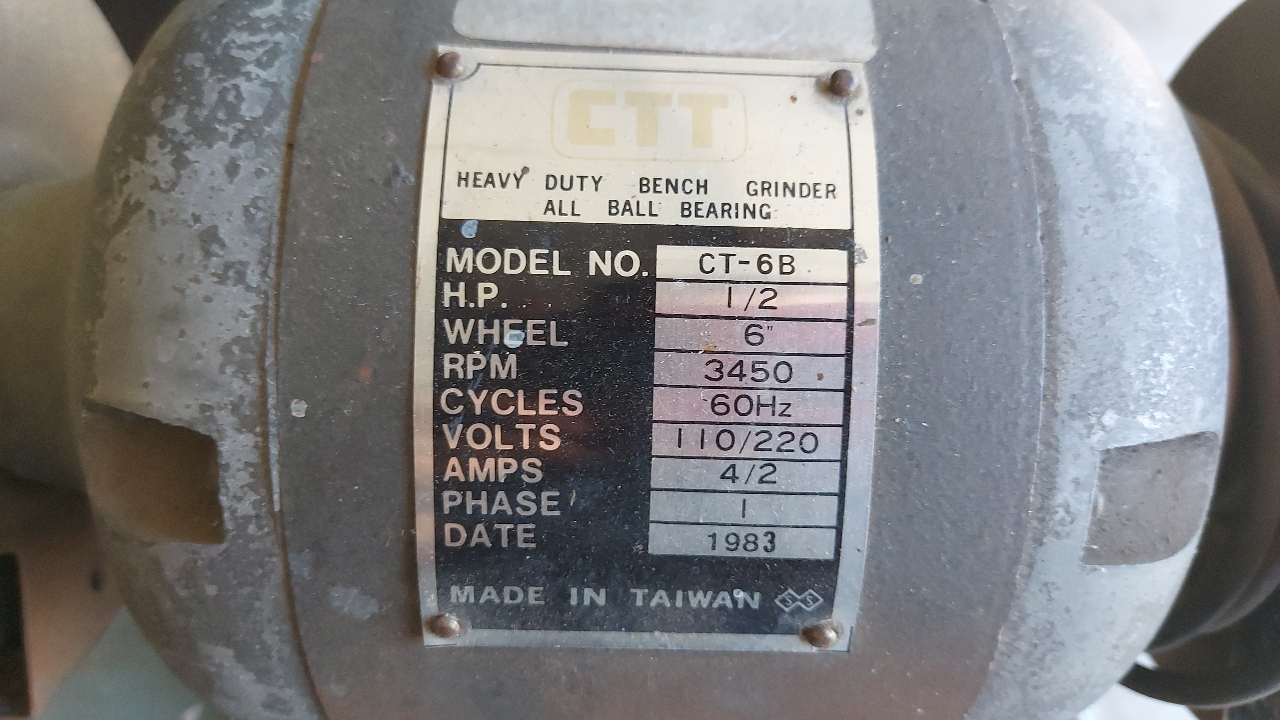 CTT
HEAVY DUTY BENCH GRINDER
ALL BALL BEARING
MODEL NO. CT-6B
H.P. 1/2
WHEEL 6"
RPM 3450
CYCLES 60Hz
VOLTS 110/220
AMPS 4/2
PHASE 1
DATE 1983
MADE IN TAIWAN SS